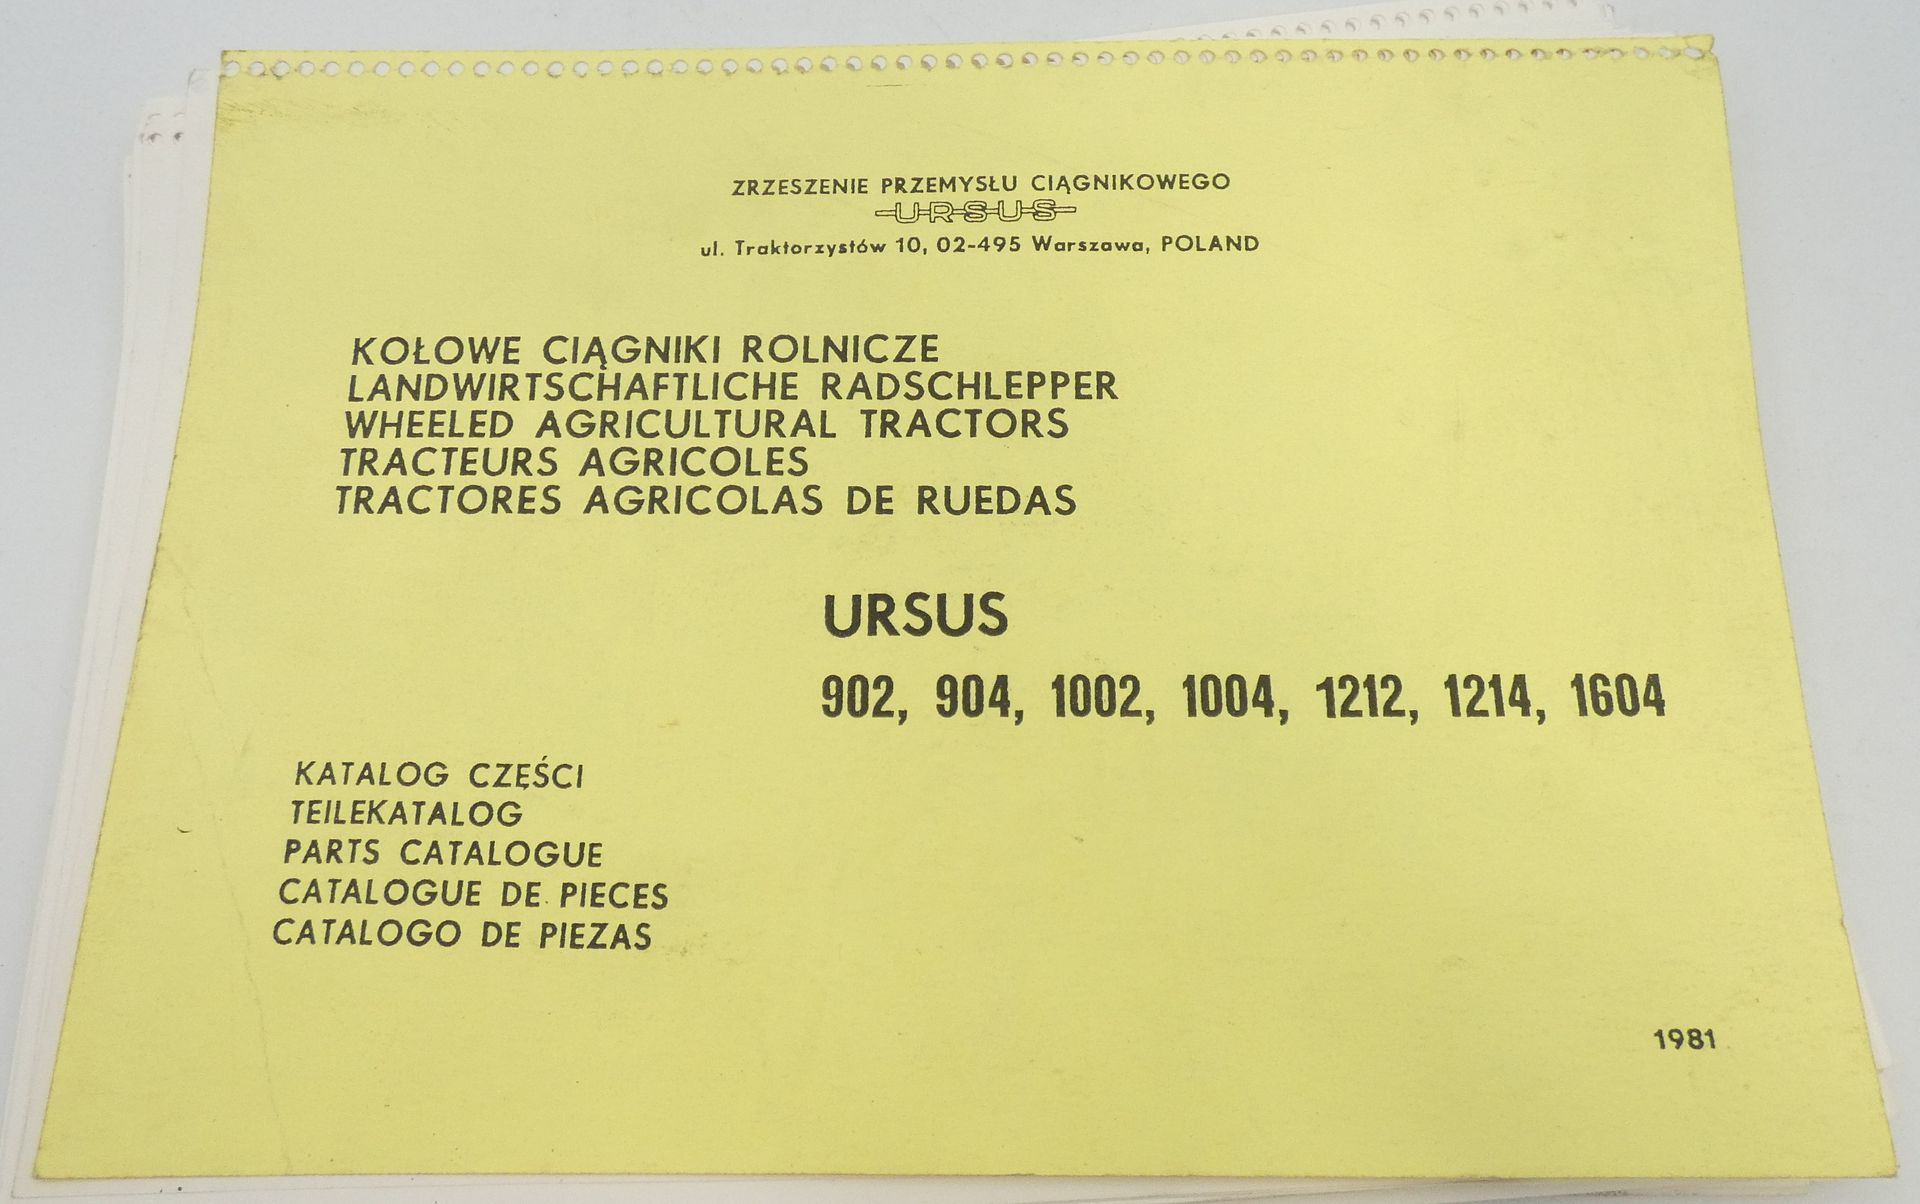 ZRZESZENIE PRZEMYSŁU CIĄGNIKOWEGO
URSUS
ul. Traktorzystów 10, 02-495 Warszawa, POLAND
KOŁOWE CIĄGNIKI ROLNICZE
LANDWIRTSCHAFTLICHE RADSCHLEPPER
WHEELED AGRICULTURAL TRACTORS
TRACTEURS AGRICOLES
TRACTORES AGRICOLAS DE RUEDAS
URSUS
902, 904, 1002, 1004, 1212, 1214, 1604
KATALOG CZĘŚCI
TEILEKATALOG
PARTS CATALOGUE
CATALOGUE DE PIECES
CATALOGO DE PIEZAS
1981